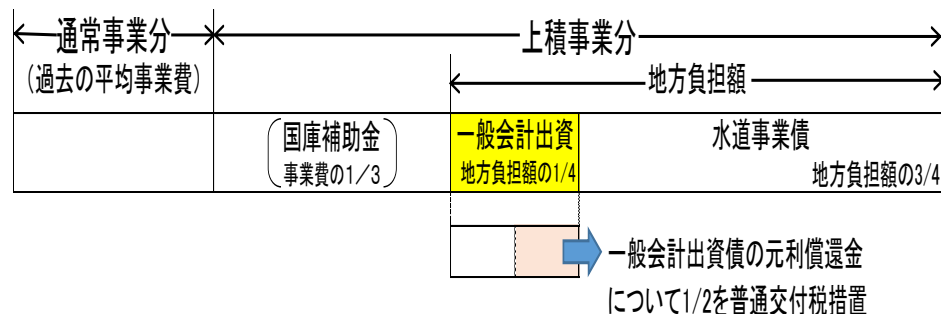 通常事業分
(過去の平均事業費)
上積事業分
地方負担額
国庫補助金
事業費の1/3
一般会計出資
地方負担額の1/4
水道事業債
地方負担額の3/4
一般会計出資債の元利償還金
について1/2を普通交付税措置